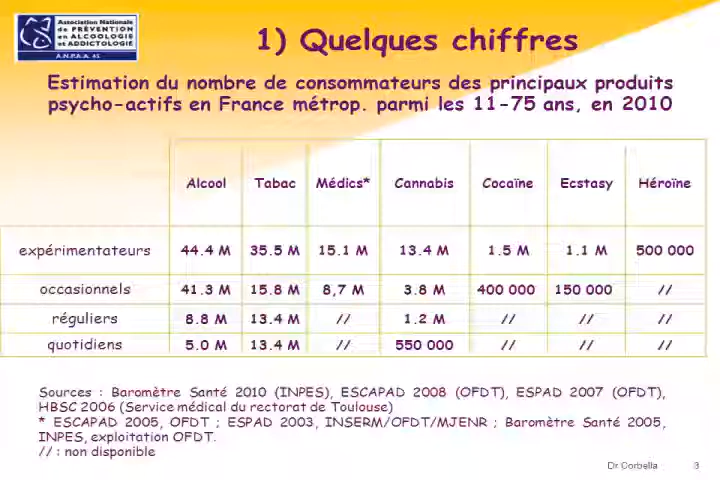 Association Nationale
de PRÉVENTION
en ALCOOLOGIE
et ADDICTOLOGIE
A.N.P.A.A. 45
1) Quelques chiffres
Estimation du nombre de consommateurs des principaux produits
psycho-actifs en France métrop. parmi les 11-75 ans, en 2010
Alcool Tabac Médics* Cannabis Cocaïne Ecstasy Héroïne
expérimentateurs 44.4 M 35.5 M 15.1 M 13.4 M 1.5 M 1.1 M 500 000
occasionnels 41.3 M 15.8 M 8,7 M 3.8 M 400 000 150 000 //
réguliers 8.8 M 13.4 M // 1.2 M // // //
quotidiens 5.0 M 13.4 M // 550 000 // // //
Sources : Baromètre Santé 2010 (INPES), ESCAPAD 2008 (OFDT), ESPAD 2007 (OFDT),
HBSC 2006 (Service médical du rectorat de Toulouse)
* ESCAPAD 2005, OFDT ; ESPAD 2003, INSERM/OFDT/MJENR ; Baromètre Santé 2005,
INPES, exploitation OFDT.
// : non disponible
Dr Corbella 3